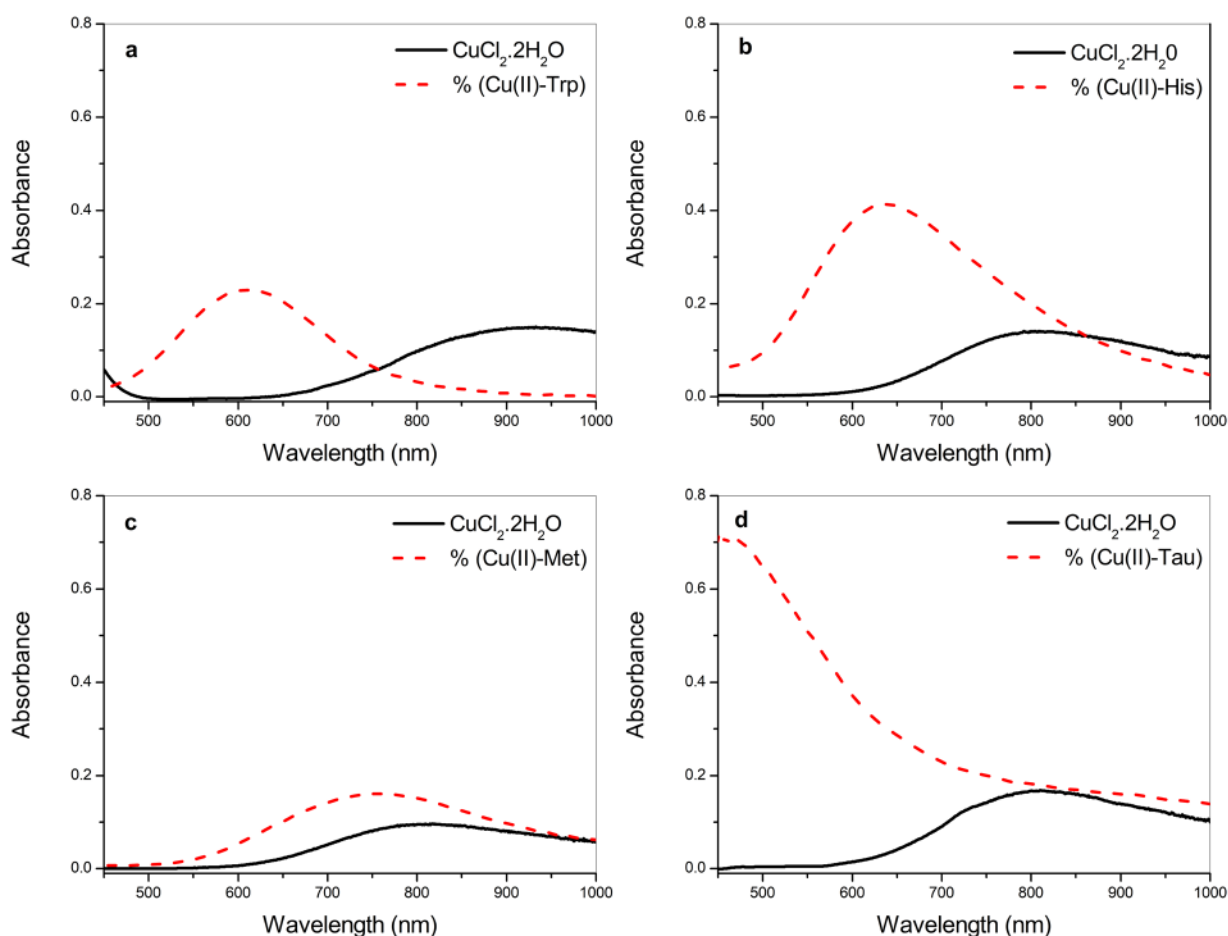 a
CuCl₂.2H₂O
% (Cu(II)-Trp)
0.8
0.6
0.4
0.2
0.0
Absorbance
500 600 700 800 900 1000
Wavelength (nm)
b
CuCl₂.2H₂0
% (Cu(II)-His)
0.8
0.6
0.4
0.2
0.0
Absorbance
500 600 700 800 900 1000
Wavelength (nm)
c
CuCl₂.2H₂O
% (Cu(II)-Met)
0.8
0.6
0.4
0.2
0.0
Absorbance
500 600 700 800 900 1000
Wavelength (nm)
d
CuCl₂.2H₂O
% (Cu(II)-Tau)
0.8
0.6
0.4
0.2
0.0
Absorbance
500 600 700 800 900 1000
Wavelength (nm)